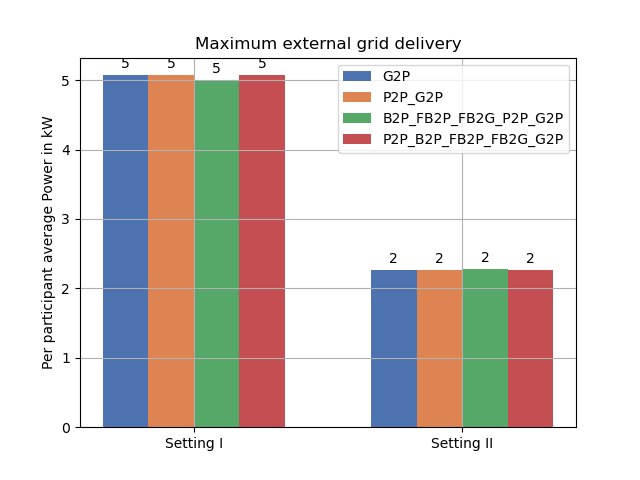 Maximum external grid delivery
Per participant average Power in kW
5
4
3
2
1
0
5 5 5 5
2 2 2 2
G2P
P2P_G2P
B2P_FB2P_FB2G_P2P_G2P
P2P_B2P_FB2P_FB2G_G2P
Setting I Setting II